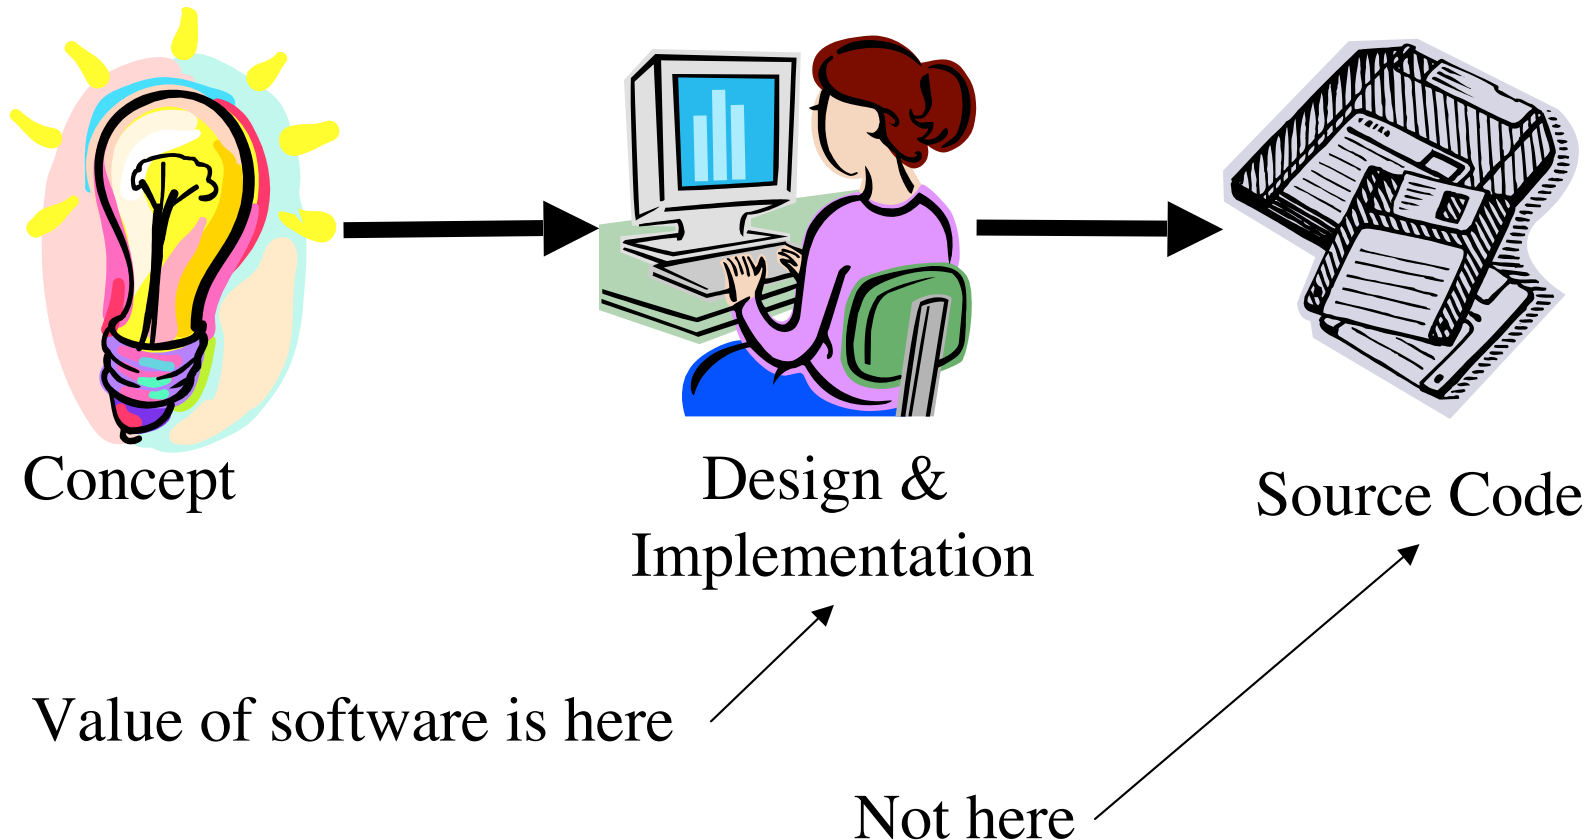 Concept
Design &
Implementation
Source Code
Value of software is here
Not here